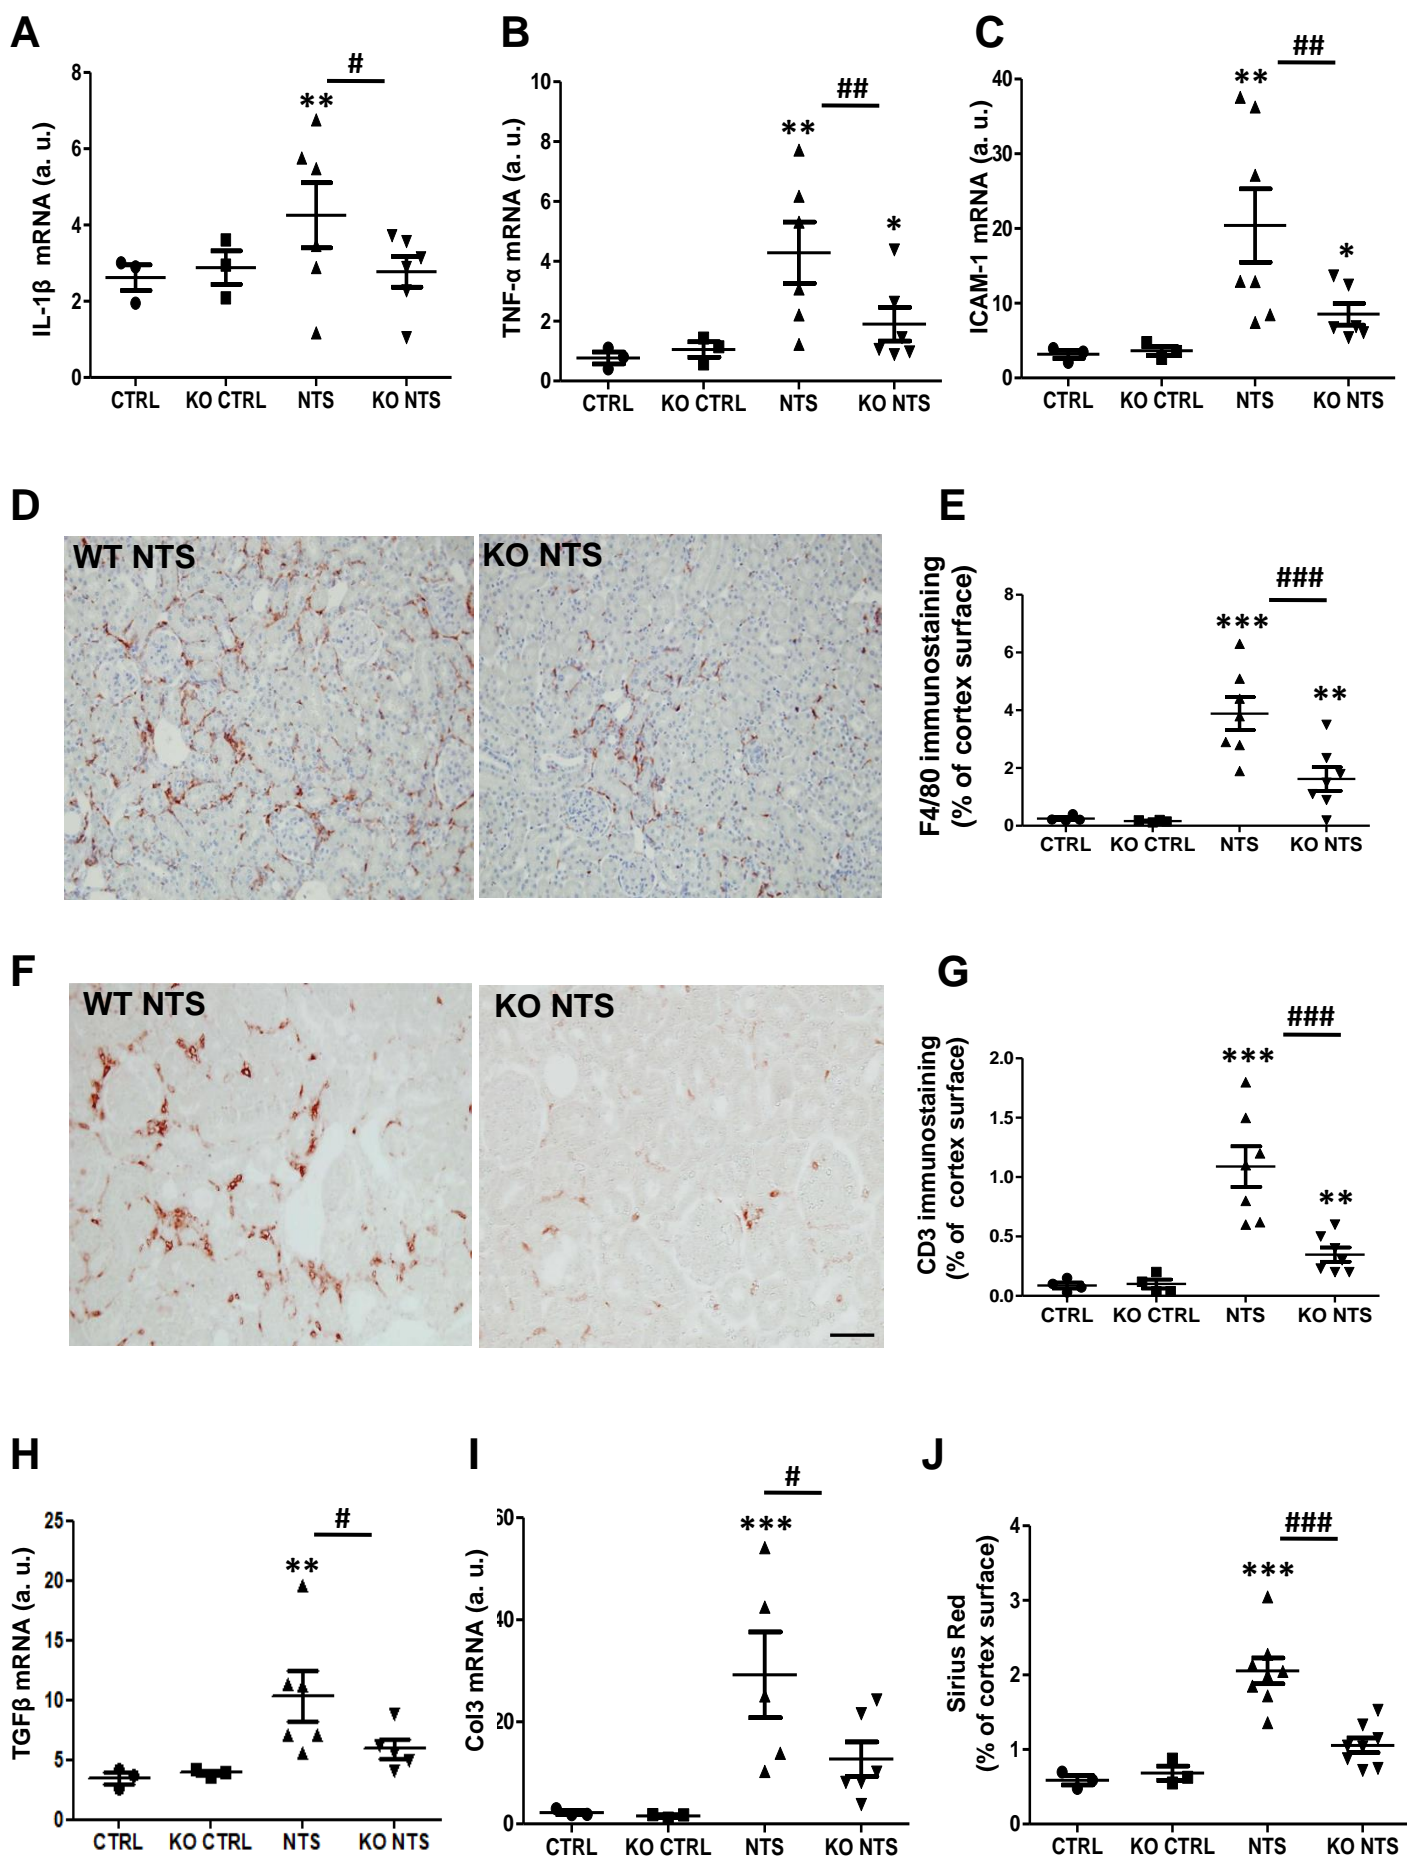 A
B
C
IL-1β mRNA (a. u.)
8
6
4
2
0
**
#
CTRL
KO CTRL
NTS
KO NTS
TNF-α mRNA (a. u.)
10
8
6
4
2
0
**
##
*
CTRL
KO CTRL
NTS
KO NTS
ICAM-1 mRNA (a. u.)
40
30
20
10
0
**
##
*
CTRL
KO CTRL
NTS
KO NTS
D
WT NTS
KO NTS
E
F4/80 immunostaining
(% of cortex surface)
8
6
4
2
0
***
###
**
CTRL
KO CTRL
NTS
KO NTS
F
WT NTS
KO NTS
G
CD3 immunostaining
(% of cortex surface)
2.0
1.5
1.0
0.5
0.0
***
###
**
CTRL
KO CTRL
NTS
KO NTS
H
TGFβ mRNA (a. u.)
25
20
15
10
5
0
**
#
CTRL
KO CTRL
NTS
KO NTS
I
Col3 mRNA (a. u.)
60
40
20
0
***
#
CTRL
KO CTRL
NTS
KO NTS
J
Sirius Red
(% of cortex surface)
4
3
2
1
0
***
###
CTRL
KO CTRL
NTS
KO NTS